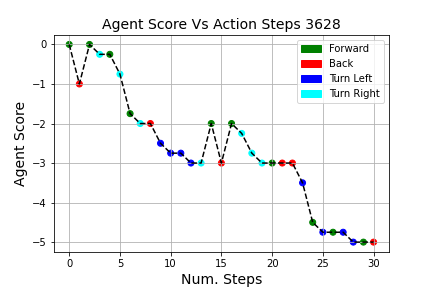 Agent Score Vs Action Steps 3628
Forward
Back
Turn Left
Turn Right
Agent Score
0
−1
−2
−3
−4
−5
0 5 10 15 20 25 30
Num. Steps